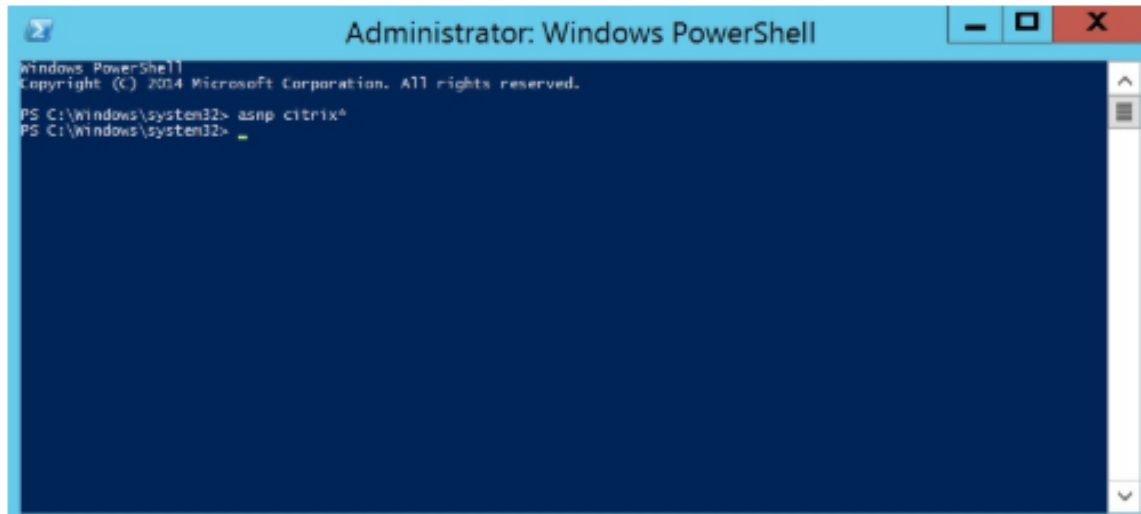 Administrator: Windows PowerShell
Windows PowerShell
Copyright (C) 2014 Microsoft Corporation. All rights reserved.
PS C:\Windows\system32> asnp citrix*
PS C:\Windows\system32> _